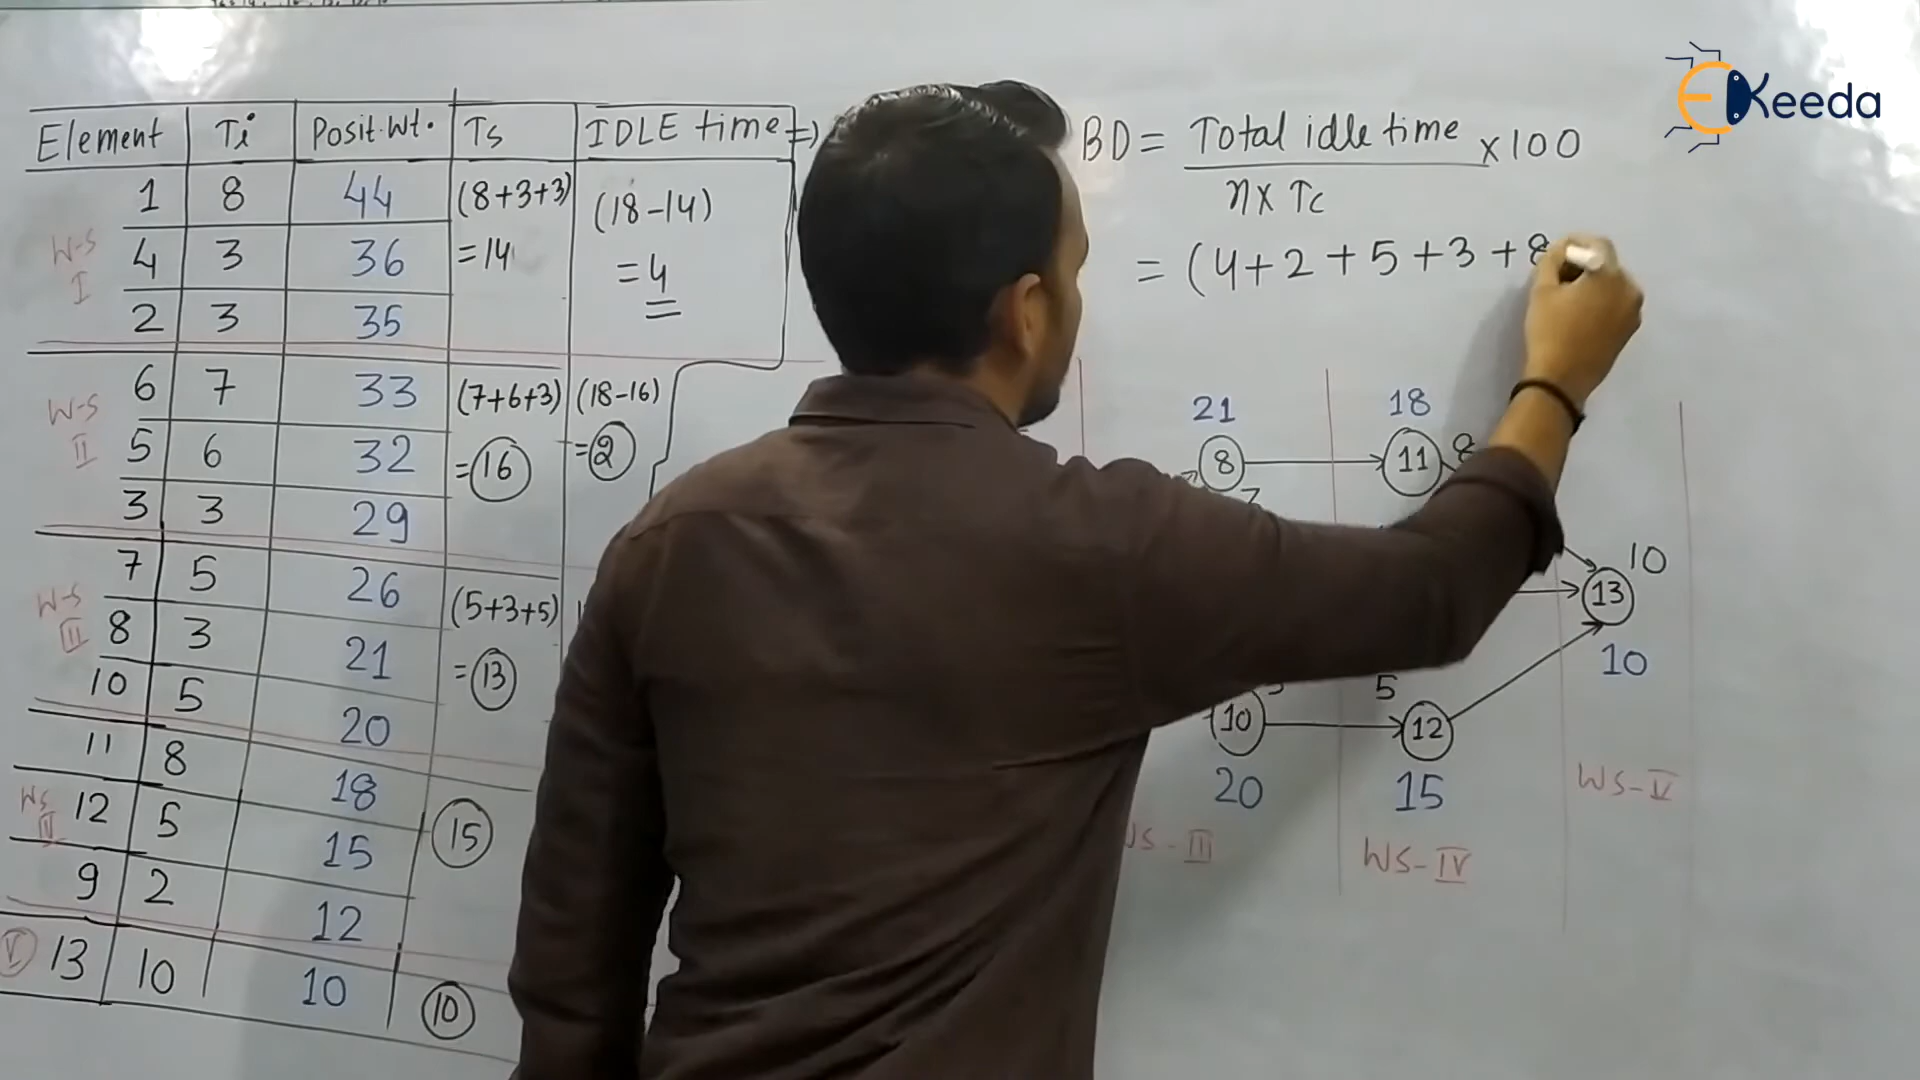 EKeeda
Element Ti Posit.Wt. Ts IDLE time ⇒
1 8 44 (8+3+3) (18-14)
W-S I
4 3 36 =14 =4
2 3 35
6 7 33 (7+6+3) (18-16)
W-S II
5 6 32 =16 =2
3 3 29
7 5 26 (5+3+5)
W-S III
8 3 21 =13
10 5 20
11 8 18
WS IV
12 5 15 15
9 2 12
V 13 10 10 10
BD = Total idle time / n x Tc x 100
= (4+2+5+3+8
21 18
8 11 8
7
13 10
10
10 12 5
20 15
WS-III WS-IV WS-V